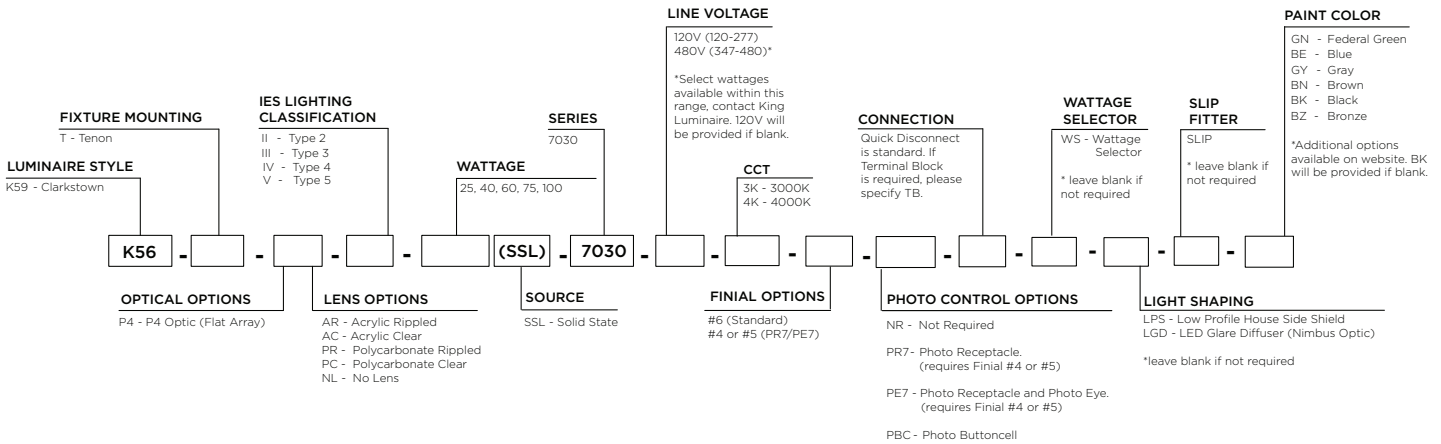 LINE VOLTAGE
120V (120-277)
480V (347-480)*
*Select wattages
available within this
range, contact King
Luminaire. 120V will
be provided if blank.
PAINT COLOR
GN - Federal Green
BE - Blue
GY - Gray
BN - Brown
BK - Black
BZ - Bronze
*Additional options
available on website. BK
will be provided if blank.
FIXTURE MOUNTING
T - Tenon
IES LIGHTING
CLASSIFICATION
II - Type 2
III - Type 3
IV - Type 4
V - Type 5
SERIES
7030
CONNECTION
Quick Disconnect
is standard. If
Terminal Block
is required, please
specify TB.
WATTAGE
SELECTOR
WS - Wattage
Selector
* leave blank if
not required
SLIP
FITTER
SLIP
* leave blank if
not required
LUMINAIRE STYLE
K59 - Clarkstown
WATTAGE
25, 40, 60, 75, 100
CCT
3K - 3000K
4K - 4000K
K56 - - - - (SSL) - 7030 - - - - - - - - -
OPTICAL OPTIONS
P4 - P4 Optic (Flat Array)
LENS OPTIONS
AR - Acrylic Rippled
AC - Acrylic Clear
PR - Polycarbonate Rippled
PC - Polycarbonate Clear
NL - No Lens
SOURCE
SSL - Solid State
FINIAL OPTIONS
#6 (Standard)
#4 or #5 (PR7/PE7)
PHOTO CONTROL OPTIONS
NR - Not Required
PR7- Photo Receptacle.
(requires Finial #4 or #5)
PE7 - Photo Receptacle and Photo Eye.
(requires Finial #4 or #5)
PBC - Photo Buttoncell
LIGHT SHAPING
LPS - Low Profile House Side Shield
LGD - LED Glare Diffuser (Nimbus Optic)
*leave blank if not required